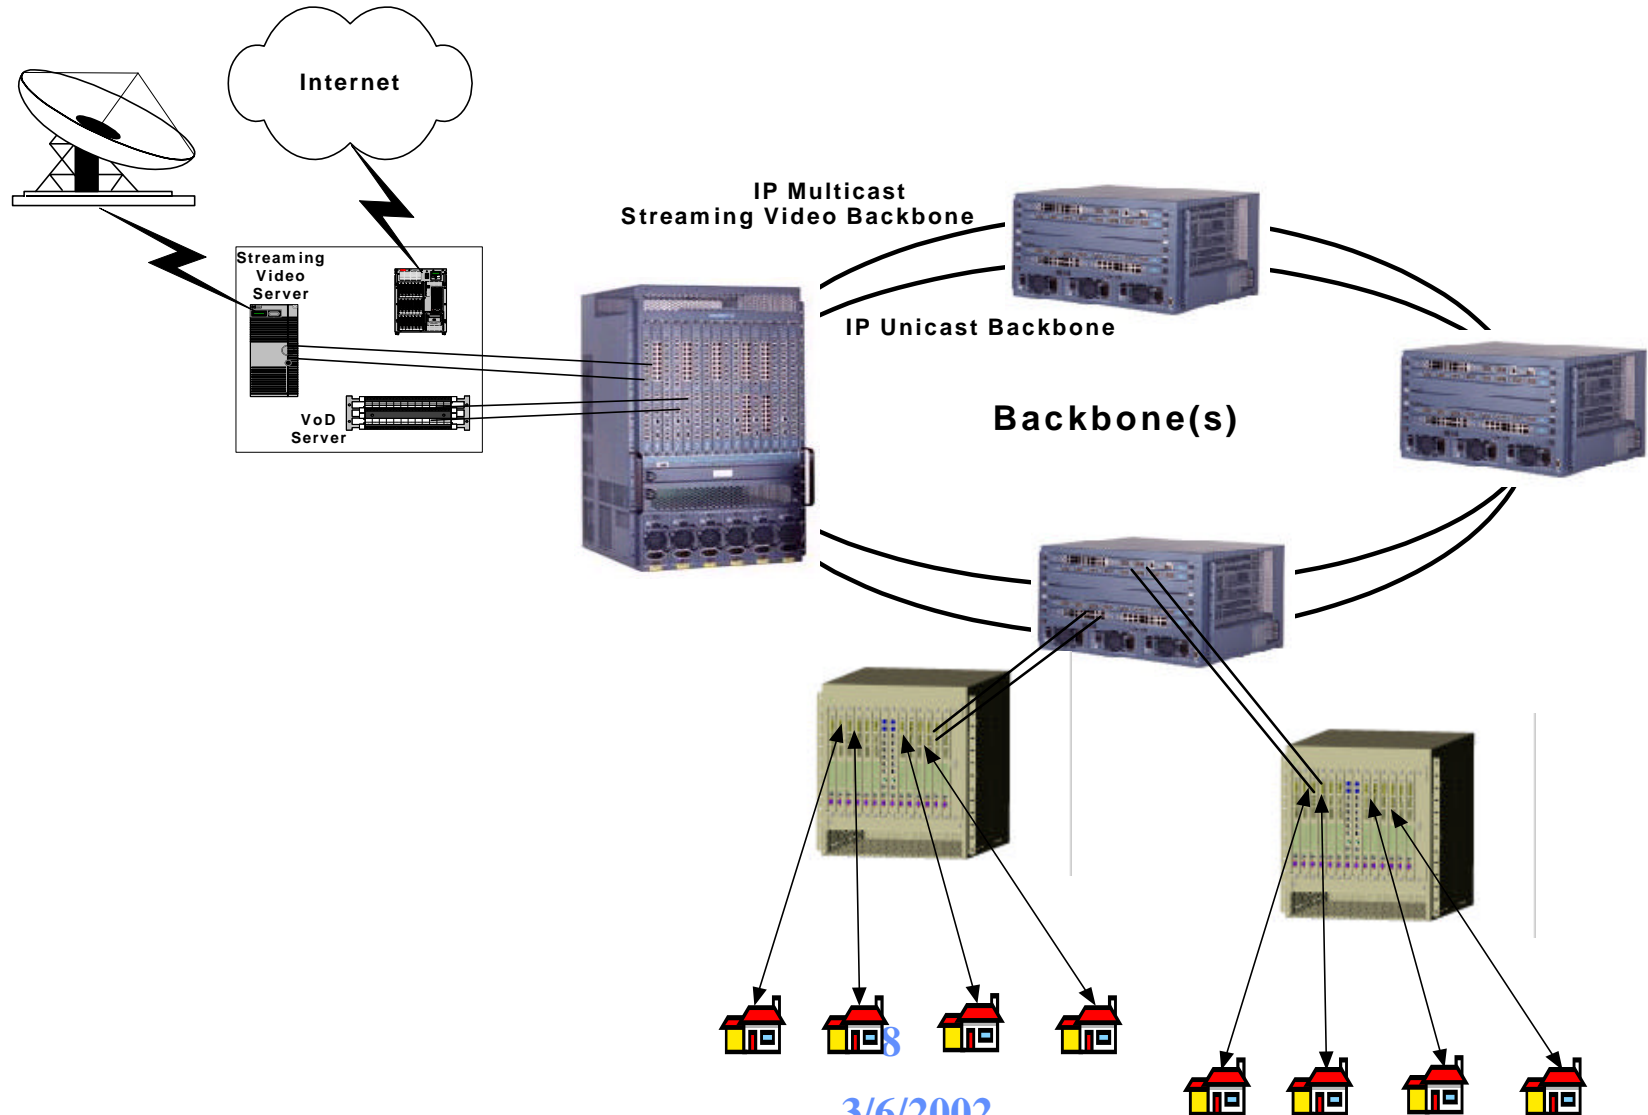 Internet
IP Multicast
Streaming Video Backbone
Streaming
Video
Server
IP Unicast Backbone
Backbone(s)
VoD
Server
8
3/6/2002